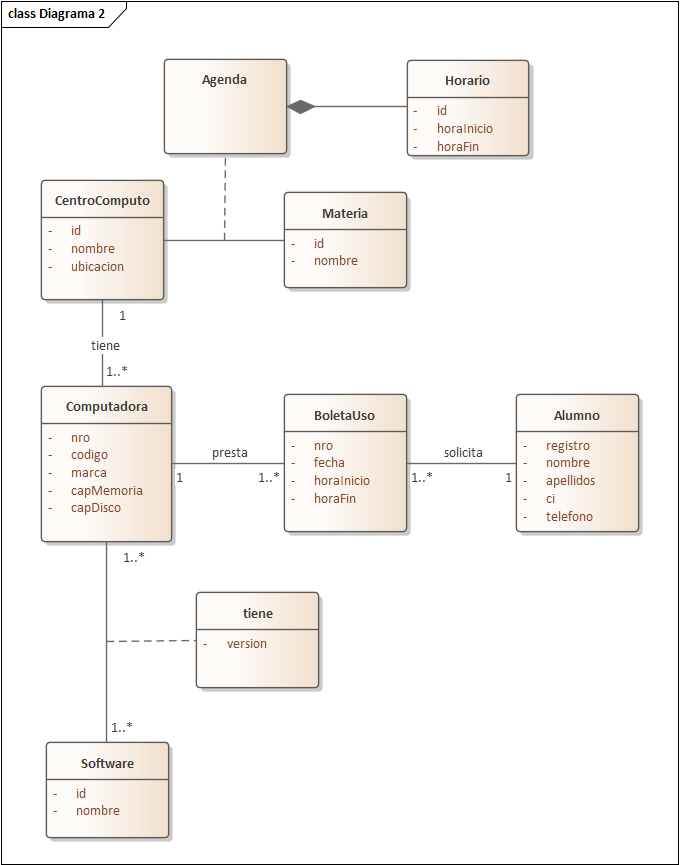 class Diagrama 2
Agenda
Horario
- id
- horaInicio
- horaFin
CentroComputo
- id
- nombre
- ubicacion
Materia
- id
- nombre
1
tiene
1..*
Computadora
- nro
- codigo
- marca
- capMemoria
- capDisco
presta
1
1..*
BoletaUso
- nro
- fecha
- horaInicio
- horaFin
solicita
1..*
1
Alumno
- registro
- nombre
- apellidos
- ci
- telefono
1..*
tiene
- version
1..*
Software
- id
- nombre